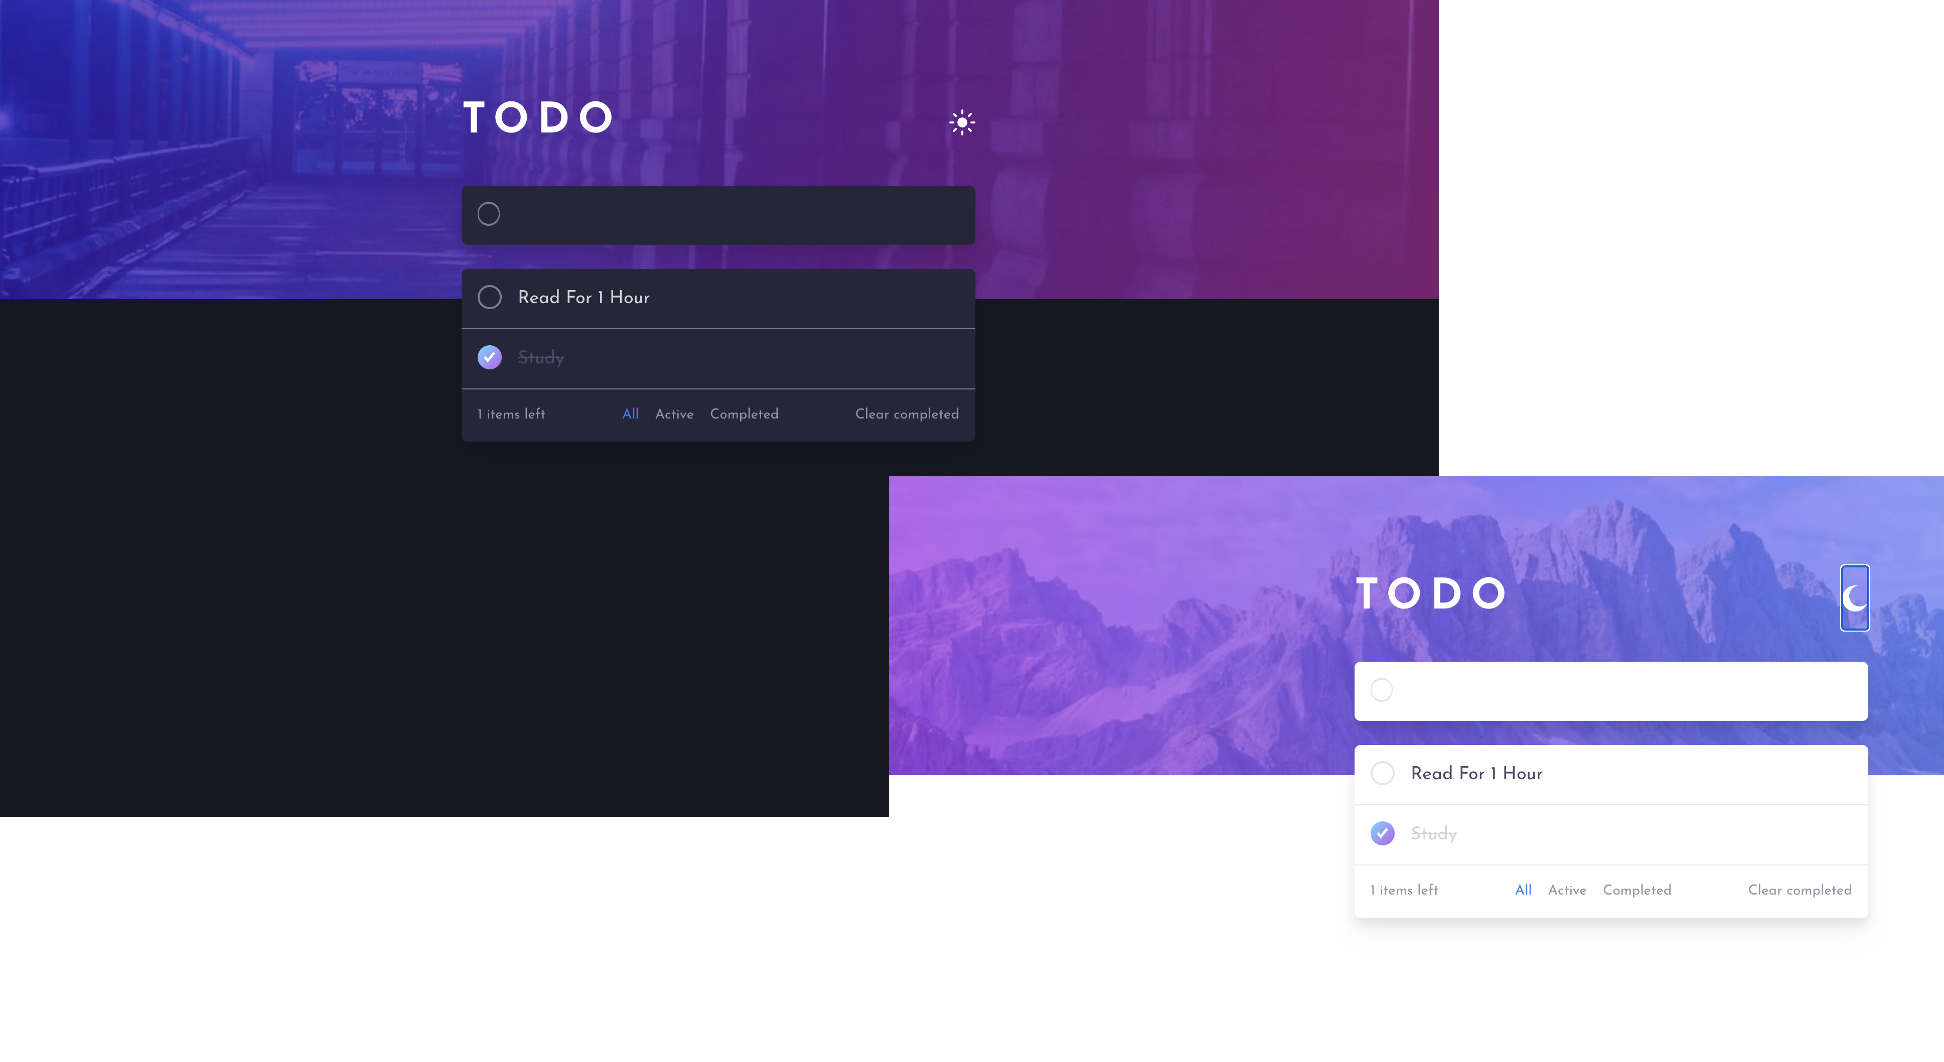 TODO
Read For 1 Hour
Study
1 items left All Active Completed Clear completed
TODO
Read For 1 Hour
Study
1 items left All Active Completed Clear completed